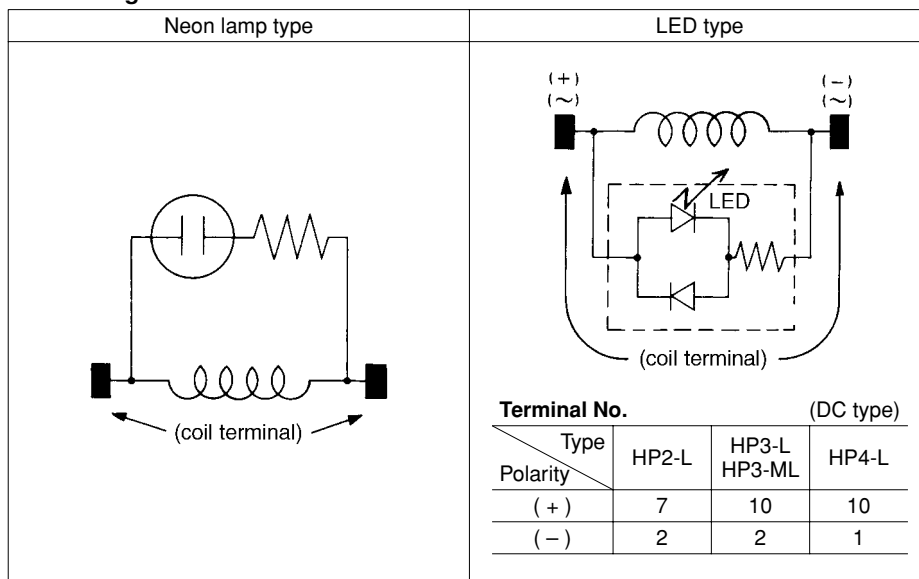 Neon lamp type
LED type
(coil terminal)
(+) (−)
(~) (~)
LED
(coil terminal)
Terminal No. (DC type)
Type
Polarity
HP2-L HP3-L HP3-ML HP4-L
( + ) 7 10 10
( − ) 2 2 1